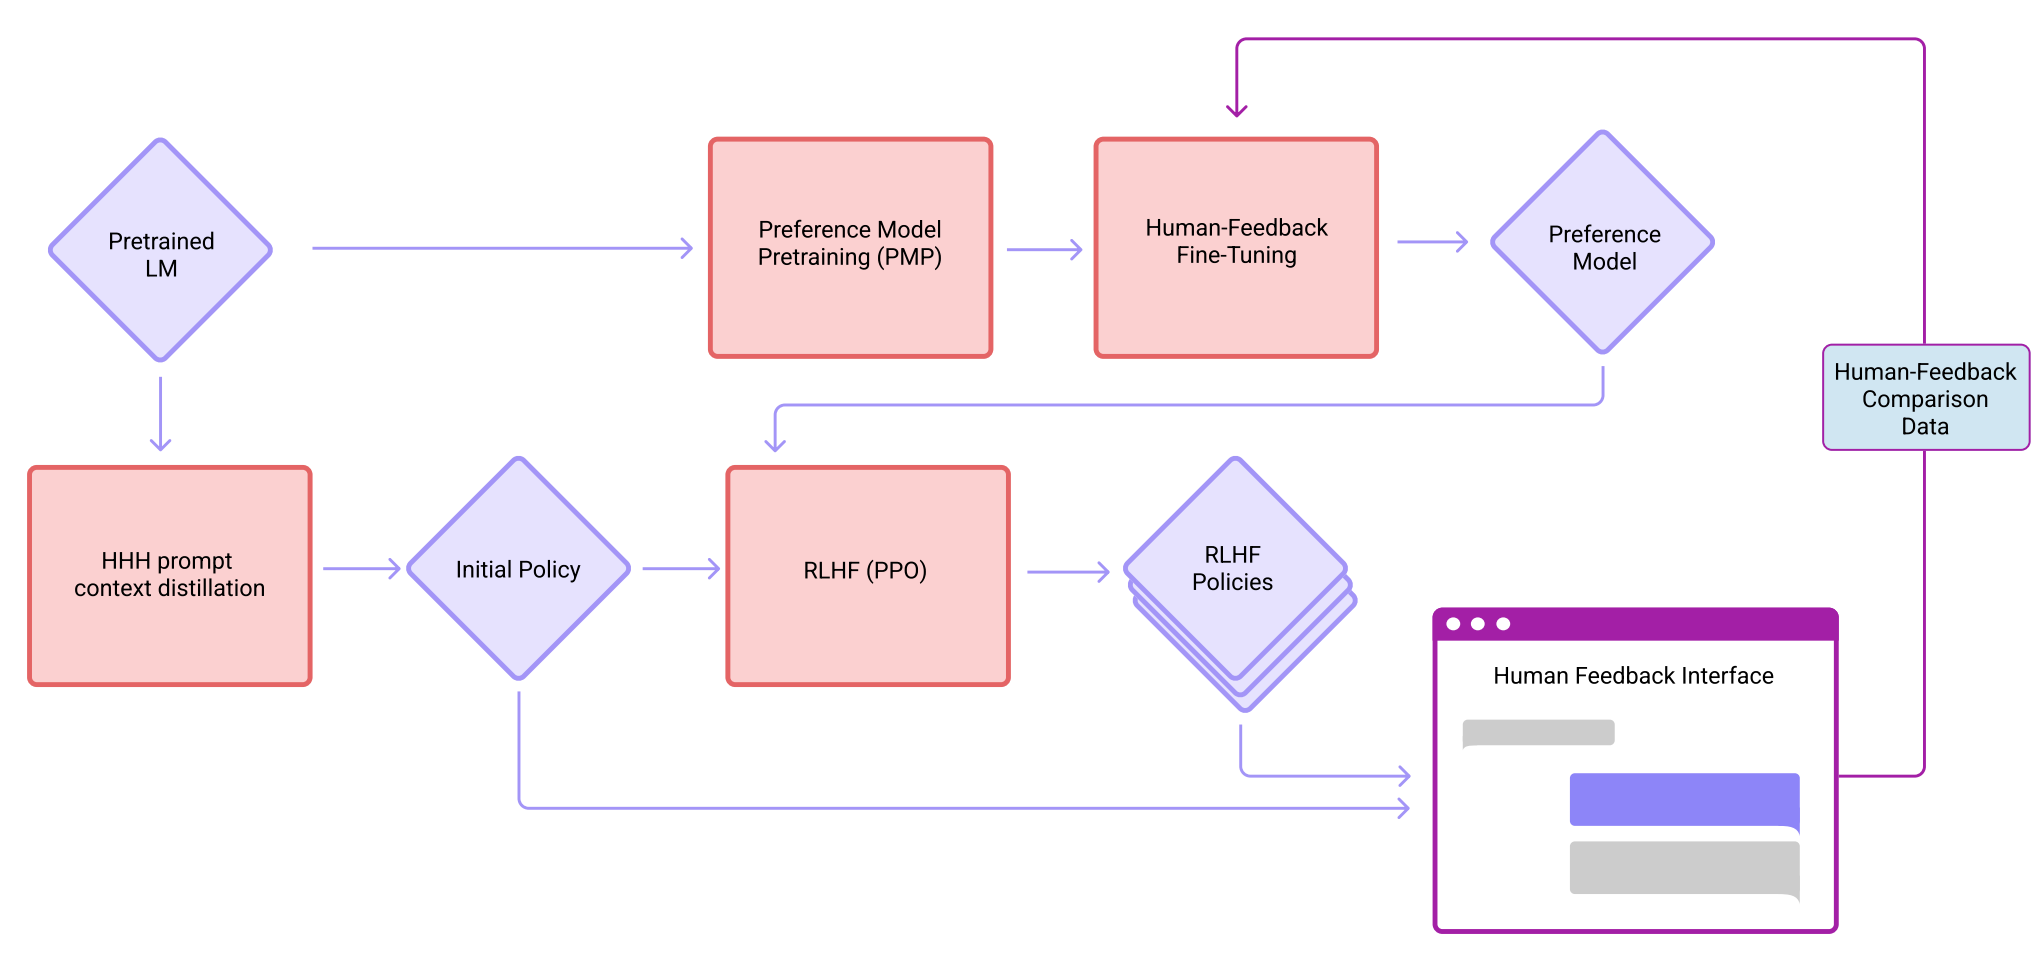 Pretrained
LM
Preference Model
Pretraining (PMP)
Human-Feedback
Fine-Tuning
Preference
Model
Human-Feedback
Comparison
Data
HHH prompt
context distillation
Initial Policy
RLHF (PPO)
RLHF
Policies
Human Feedback Interface